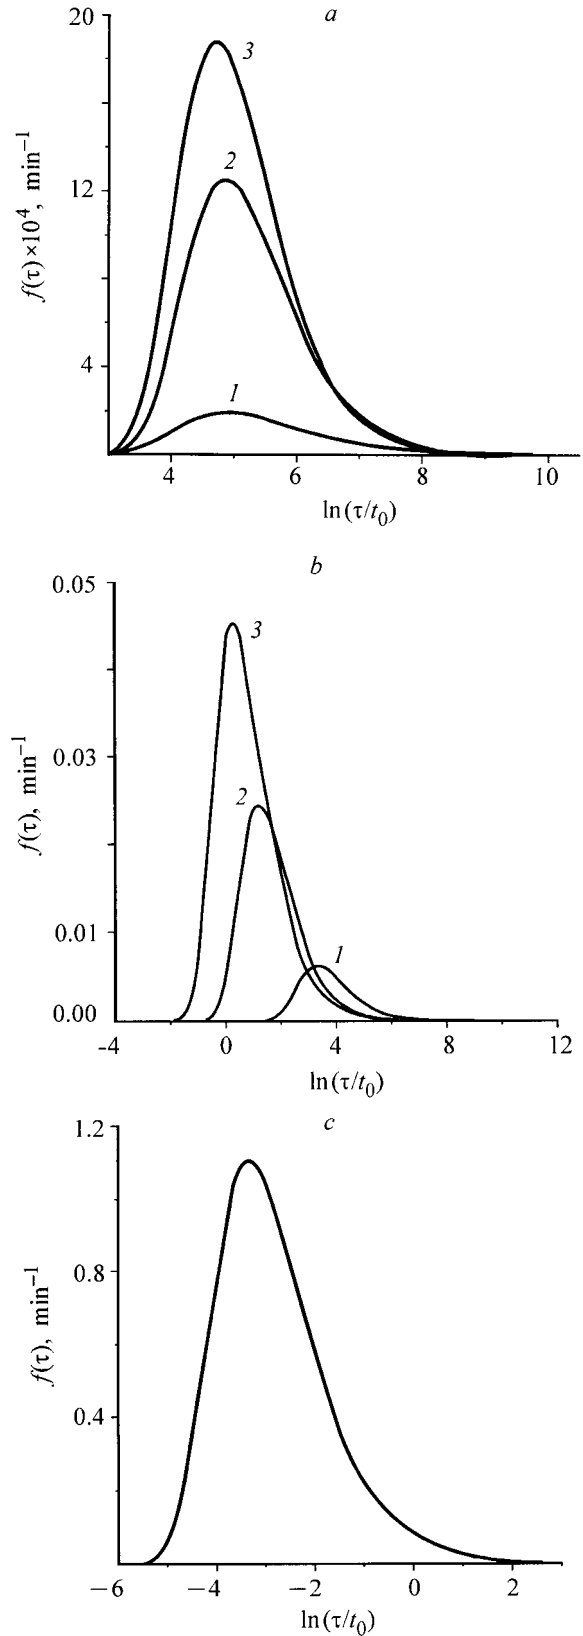 a
20
3
2
12
f(τ)×10⁴, min⁻¹
4
1
4 6 8 10
ln(τ/t₀)
b
0.05
3
0.03
f(τ), min⁻¹
2
0.01
1
0.00
-4 0 4 8 12
ln(τ/t₀)
c
1.2
0.8
f(τ), min⁻¹
0.4
−6 −4 −2 0 2
ln(τ/t₀)